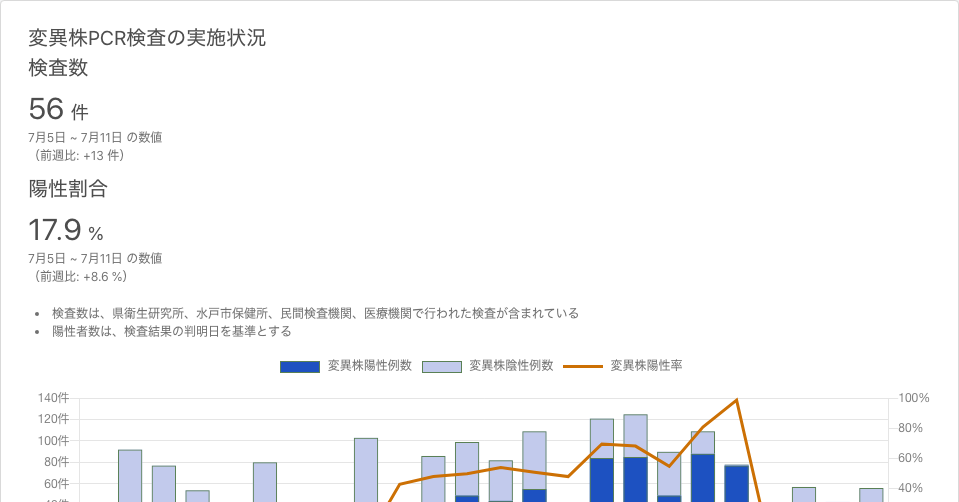 変異株PCR検査の実施状況
検査数
56 件
7月5日 ~ 7月11日 の数値
（前週比: +13 件）
陽性割合
17.9 %
7月5日 ~ 7月11日 の数値
（前週比: +8.6 %）
• 検査数は、県衛生研究所、水戸市保健所、民間検査機関、医療機関で行われた検査が含まれている
• 陽性者数は、検査結果の判明日を基準とする
変異株陽性例数 変異株陰性例数 変異株陽性率
140件 100%
120件 80%
100件
80件 60%
60件 40%